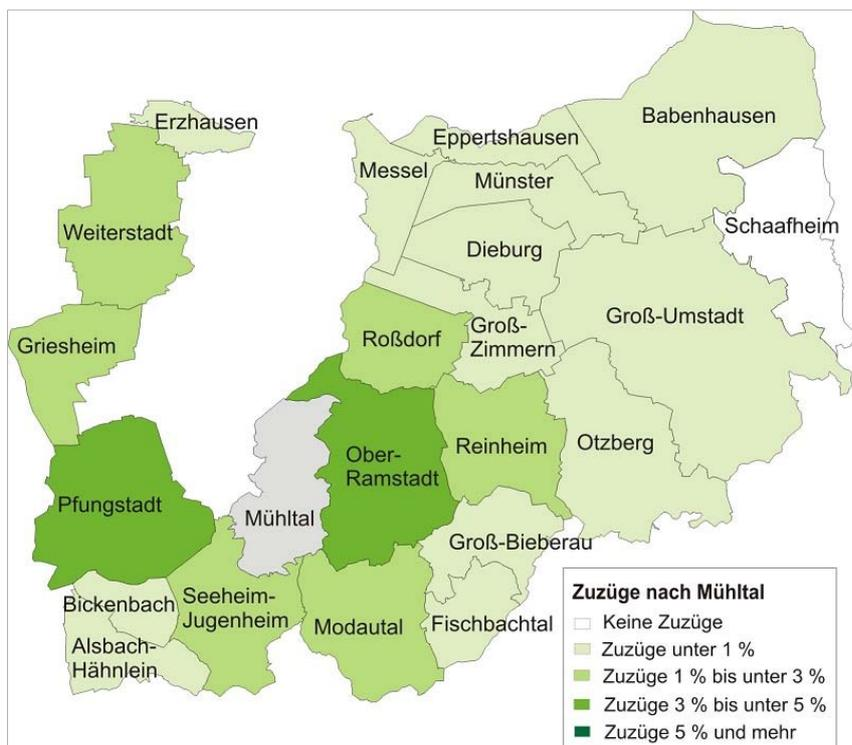 Erzhausen
Babenhausen
Eppertshausen
Messel
Münster
Weiterstadt
Schaafheim
Dieburg
Groß-Umstadt
Griesheim
Roßdorf
Groß-
Zimmern
Otzberg
Reinheim
Ober-
Ramstadt
Pfungstadt
Mühltal
Groß-Bieberau
Bickenbach
Seeheim-
Jugenheim
Modautal
Fischbachtal
Alsbach-
Hähnlein
Zuzüge nach Mühltal
Keine Zuzüge
Zuzüge unter 1 %
Zuzüge 1 % bis unter 3 %
Zuzüge 3 % bis unter 5 %
Zuzüge 5 % und mehr